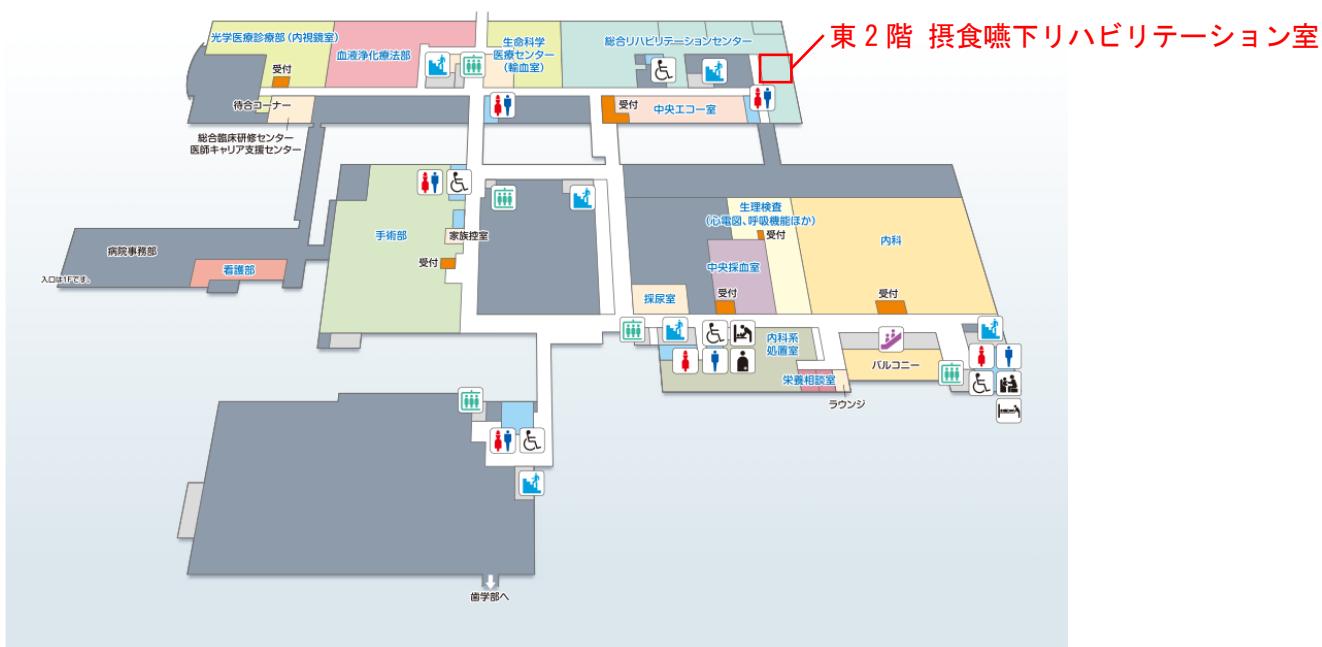 東2階 摂食嚥下リハビリテーション室
光学医療診療部(内視鏡室)
受付
血液浄化療法部
生命科学
医療センター
(輸血室)
総合リハビリテーションセンター
待合コーナー
総合臨床研修センター
医師キャリア支援センター
受付
中央エコー室
手術部
家族控室
受付
病院事務部
入口は1Fです。
看護部
生理検査
(心電図、呼吸機能ほか)
受付
内科
中央採血室
受付
受付
採尿室
内科系
処置室
栄養相談室
バルコニー
ラウンジ
歯学部へ